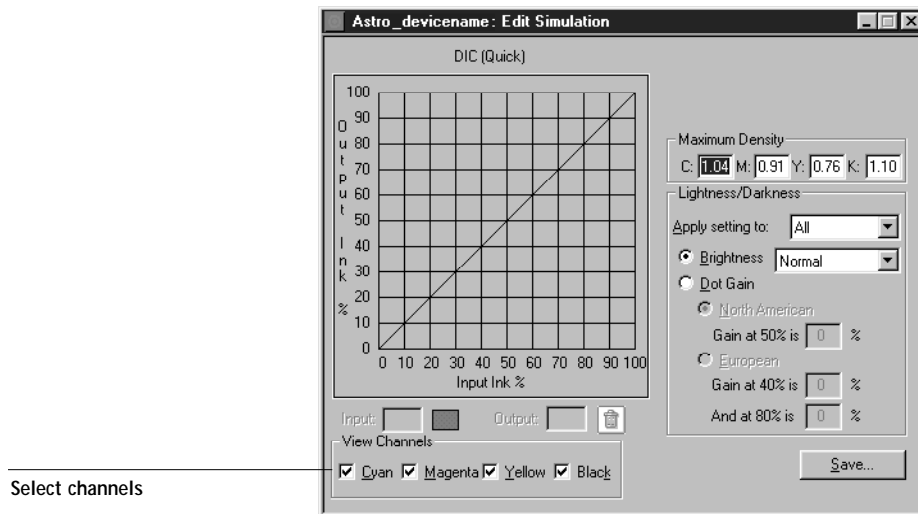 Astro_devicename: Edit Simulation
DIC (Quick)
100
90
80
70
60
50
40
30
20
10
0
Output Ink %
0 10 20 30 40 50 60 70 80 90 100
Input Ink %
Input: Output:
View Channels
Cyan Magenta Yellow Black
Maximum Density
C: 1.04 M: 0.91 Y: 0.76 K: 1.10
Lightness/Darkness
Apply setting to: All
Brightness Normal
Dot Gain
North American
Gain at 50% is 0 %
European
Gain at 40% is 0 %
And at 80% is 0 %
Save...
Select channels